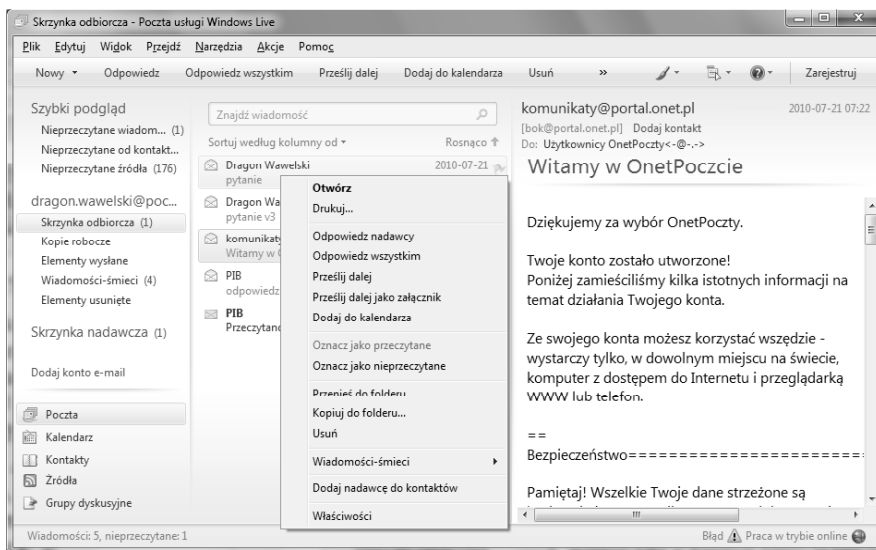 Skrzynka odbiorcza - Poczta usługi Windows Live
Plik Edytuj Widok Przejdź Narzędzia Akcje Pomoc
Nowy Odpowiedz Odpowiedz wszystkim Prześlij dalej Dodaj do kalendarza Usuń » Zarejestruj
Szybki podgląd
Nieprzeczytane wiadom... (1)
Nieprzeczytane od kontakt...
Nieprzeczytane źródła (176)
dragon.wawelski@poc...
Skrzynka odbiorcza (1)
Kopie robocze
Elementy wysłane
Wiadomości-śmieci (4)
Elementy usunięte
Skrzynka nadawcza (1)
Dodaj konto e-mail
Poczta
Kalendarz
Kontakty
Źródła
Grupy dyskusyjne
Znajdź wiadomość
Sortuj według kolumny od Rosnąco
Dragon Wawelski 2010-07-21
pytanie
Dragon Wa
pytanie v3
komunikaty
Witamy w O
PIB
odpowiedz
PIB
Przeczytano
Otwórz
Drukuj...
Odpowiedz nadawcy
Odpowiedz wszystkim
Prześlij dalej
Prześlij dalej jako załącznik
Dodaj do kalendarza
Oznacz jako przeczytane
Oznacz jako nieprzeczytane
Przenieś do folderu
Kopiuj do folderu...
Usuń
Wiadomości-śmieci
Dodaj nadawcę do kontaktów
Właściwości
komunikaty@portal.onet.pl 2010-07-21 07:22
[bok@portal.onet.pl] Dodaj kontakt
Do: Użytkownicy OnetPoczty<-@-.->
Witamy w OnetPoczcie
Dziękujemy za wybór OnetPoczty.
Twoje konto zostało utworzone!
Poniżej zamieściliśmy kilka istotnych informacji na
temat działania Twojego konta.
Ze swojego konta możesz korzystać wszędzie -
wystarczy tylko, w dowolnym miejscu na świecie,
komputer z dostępem do Internetu i przeglądarką
WWW lub telefon.
==
Bezpieczeństwo======================
Pamiętaj! Wszelkie Twoje dane strzeżone są
Wiadomości: 5, nieprzeczytane: 1
Błąd Praca w trybie online